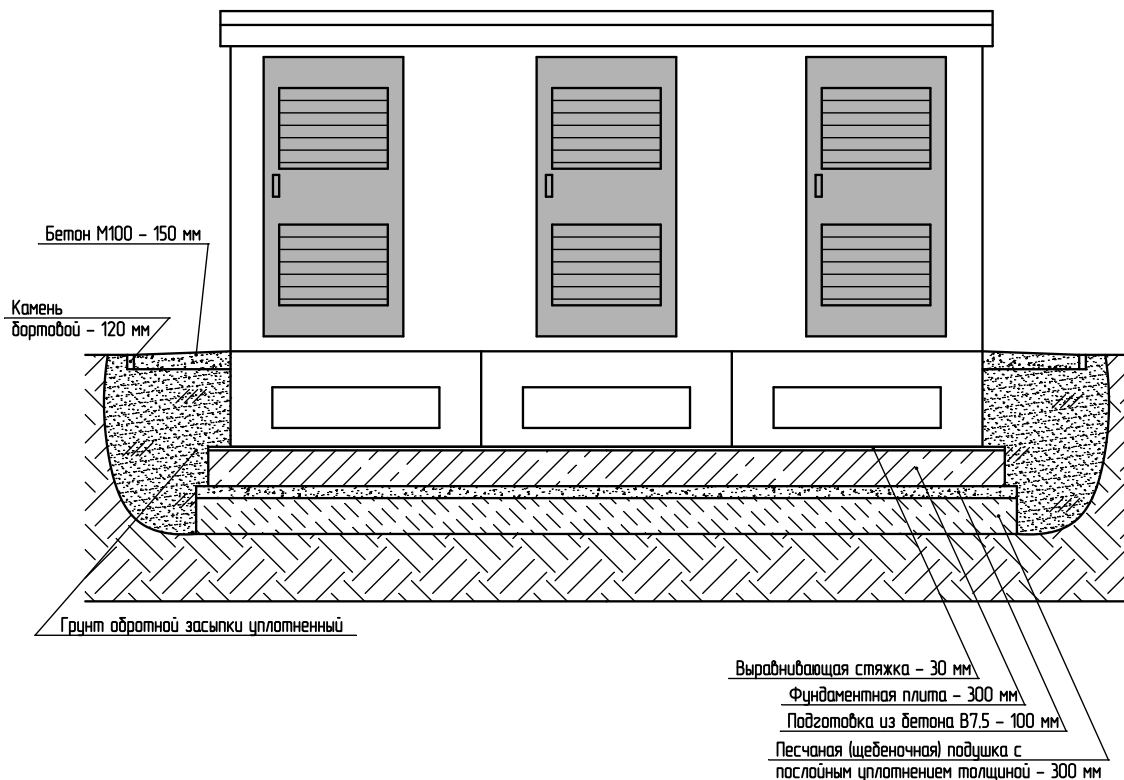 Бетон М100 – 150 мм
Камень
бортовой – 120 мм
Грунт обротной засыпки уплотненный
Выравнивающая стяжка – 30 мм
Фундаментная плита – 300 мм
Подготовка из бетона В7,5 – 100 мм
Песчаная (щебеночная) подушка с
послойным уплотнением толщиной – 300 мм